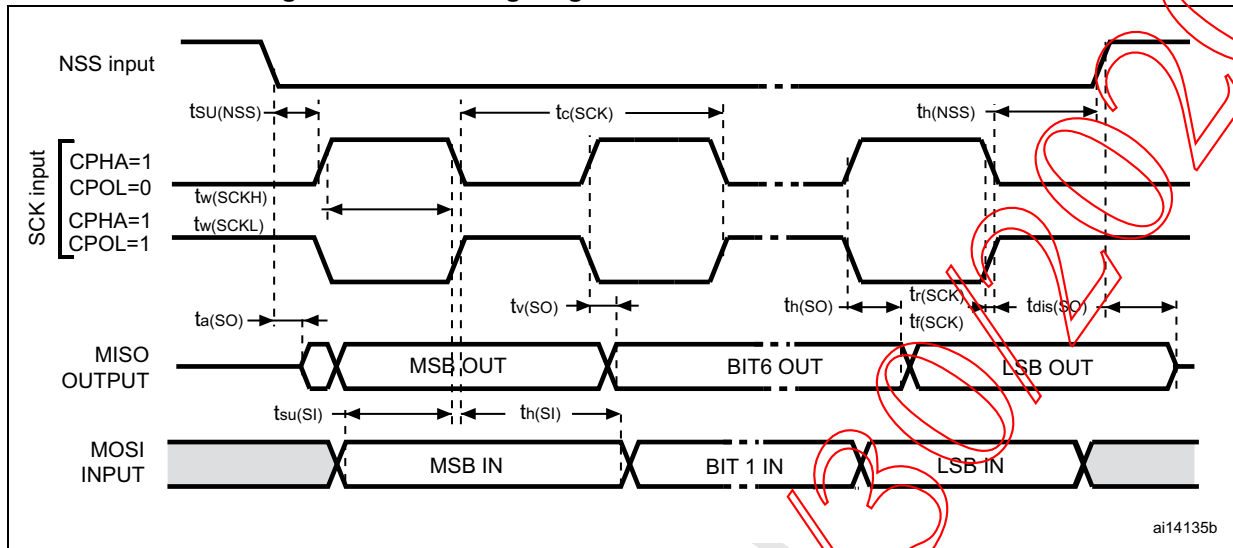 NSS input
tSU(NSS)
tc(SCK)
th(NSS)
SCK input
CPHA=1
CPOL=0
tw(SCKH)
CPHA=1
tw(SCKL)
CPOL=1
ta(SO)
tv(SO)
th(SO)
tr(SCK)
tf(SCK)
tdis(SO)
MISO
OUTPUT
MSB OUT
BIT6 OUT
LSB OUT
tsu(SI)
th(SI)
MOSI
INPUT
MSB IN
BIT 1 IN
LSB IN
ai14135b